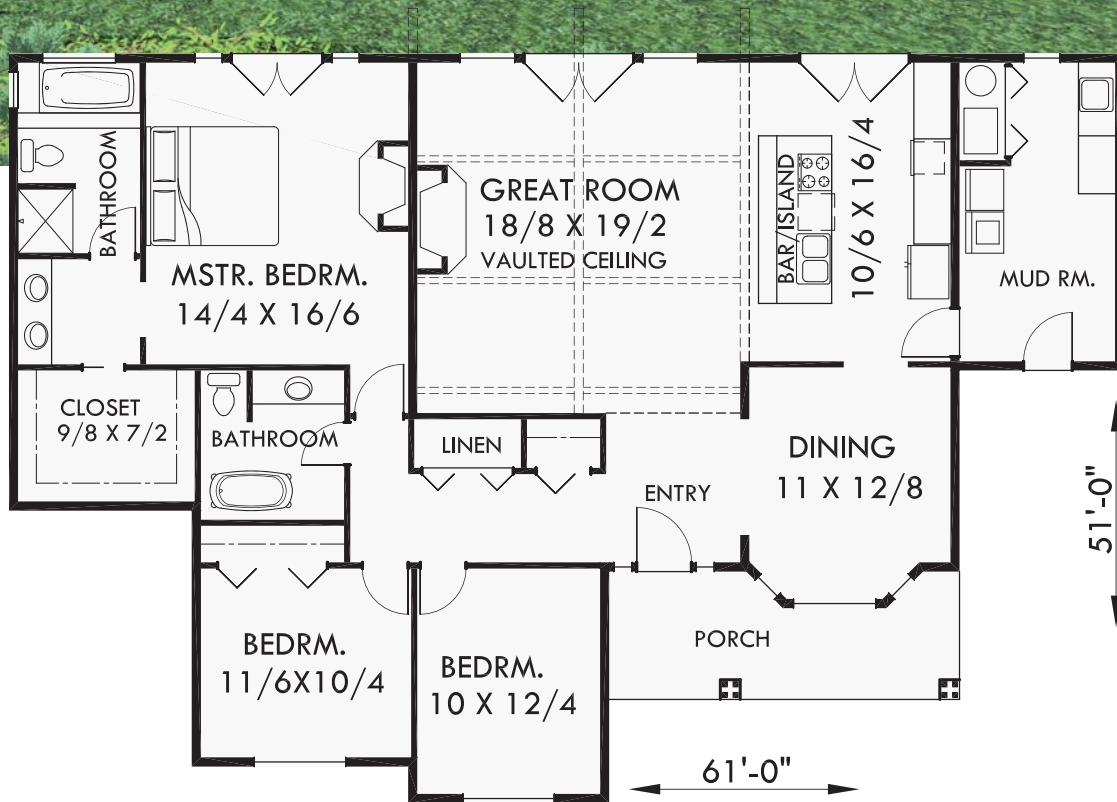 BATHROOM
MSTR. BEDRM.
14/4 X 16/6
GREAT ROOM
18/8 X 19/2
VAULTED CEILING
BAR/ISLAND
10/6 X 16/4
MUD RM.
CLOSET
9/8 X 7/2
BATHROOM
LINEN
ENTRY
DINING
11 X 12/8
51'-0"
BEDRM.
11/6X10/4
BEDRM.
10 X 12/4
PORCH
61'-0"